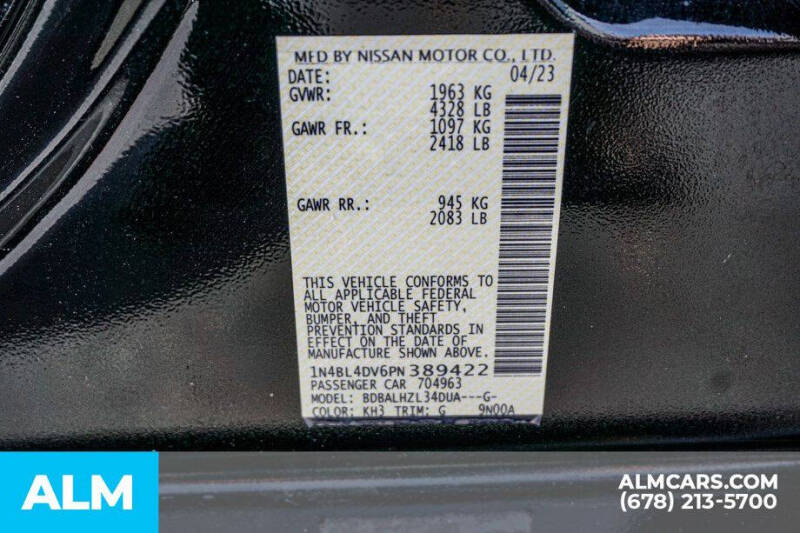 MFD BY NISSAN MOTOR CO., LTD.
DATE: 04/23
GVWR: 1963 KG
4328 LB
GAWR FR.: 1097 KG
2418 LB
GAWR RR.: 945 KG
2083 LB
THIS VEHICLE CONFORMS TO
ALL APPLICABLE FEDERAL
MOTOR VEHICLE SAFETY,
BUMPER, AND THEFT
PREVENTION STANDARDS IN
EFFECT ON THE DATE OF
MANUFACTURE SHOWN ABOVE.
1N4BL4DV6PN389422
PASSENGER CAR 704963
MODEL: BDBALHZL34DUA---G-
COLOR: KH3 TRIM: G 9N00A
ALM
ALMCARS.COM
(678) 213-5700